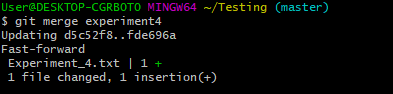 User@DESKTOP-CGRBOTO MINGW64 ~/Testing (master)
$ git merge experiment4
Updating d5c52f8..fde696a
Fast-forward
 Experiment_4.txt | 1 +
 1 file changed, 1 insertion(+)